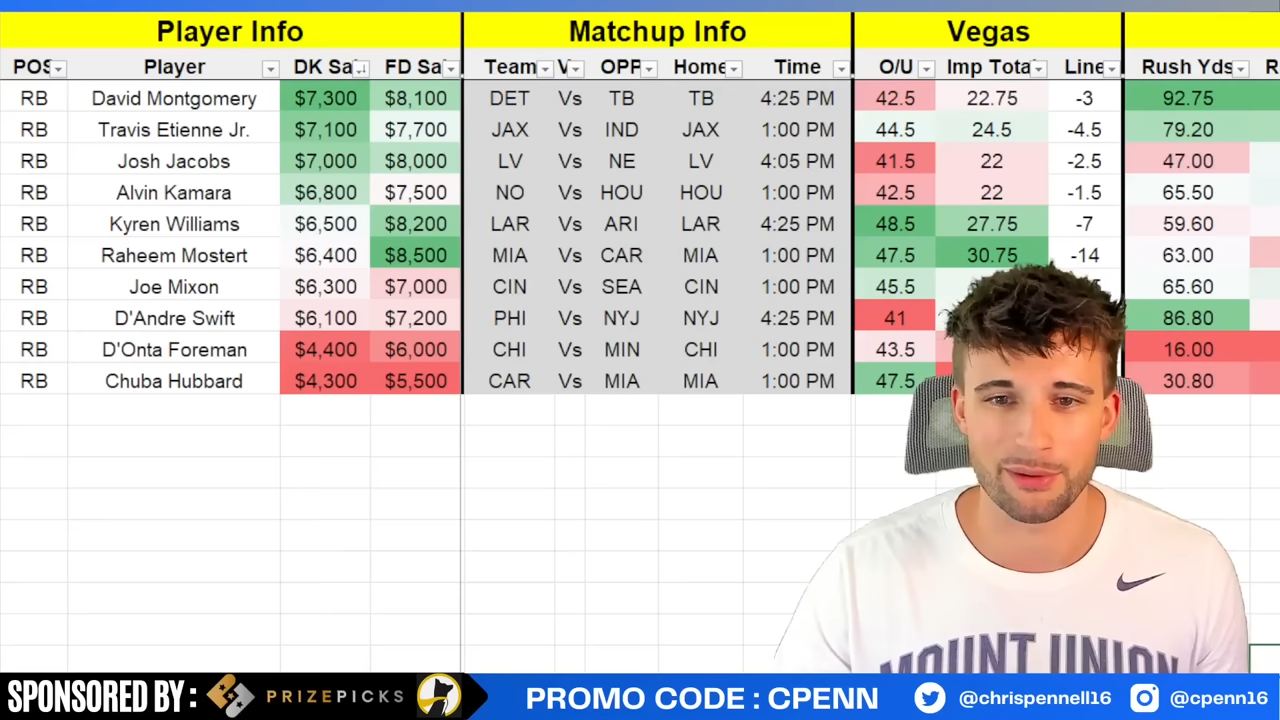 Player Info Matchup Info Vegas
POS Player DK Sa FD Sa Team V OPP Home Time O/U Imp Tota Line Rush Yds R
RB David Montgomery $7,300 $8,100 DET Vs TB TB 4:25 PM 42.5 22.75 -3 92.75
RB Travis Etienne Jr. $7,100 $7,700 JAX Vs IND JAX 1:00 PM 44.5 24.5 -4.5 79.20
RB Josh Jacobs $7,000 $8,000 LV Vs NE LV 4:05 PM 41.5 22 -2.5 47.00
RB Alvin Kamara $6,800 $7,500 NO Vs HOU HOU 1:00 PM 42.5 22 -1.5 65.50
RB Kyren Williams $6,500 $8,200 LAR Vs ARI LAR 4:25 PM 48.5 27.75 -7 59.60
RB Raheem Mostert $6,400 $8,500 MIA Vs CAR MIA 1:00 PM 47.5 30.75 -14 63.00
RB Joe Mixon $6,300 $7,000 CIN Vs SEA CIN 1:00 PM 45.5 65.60
RB D'Andre Swift $6,100 $7,200 PHI Vs NYJ NYJ 4:25 PM 41 86.80
RB D'Onta Foreman $4,400 $6,000 CHI Vs MIN CHI 1:00 PM 43.5 16.00
RB Chuba Hubbard $4,300 $5,500 CAR Vs MIA MIA 1:00 PM 47.5 30.80
MOUNT UNION
SPONSORED BY : PRIZEPICKS PROMO CODE : CPENN @chrispennell16 @cpenn16